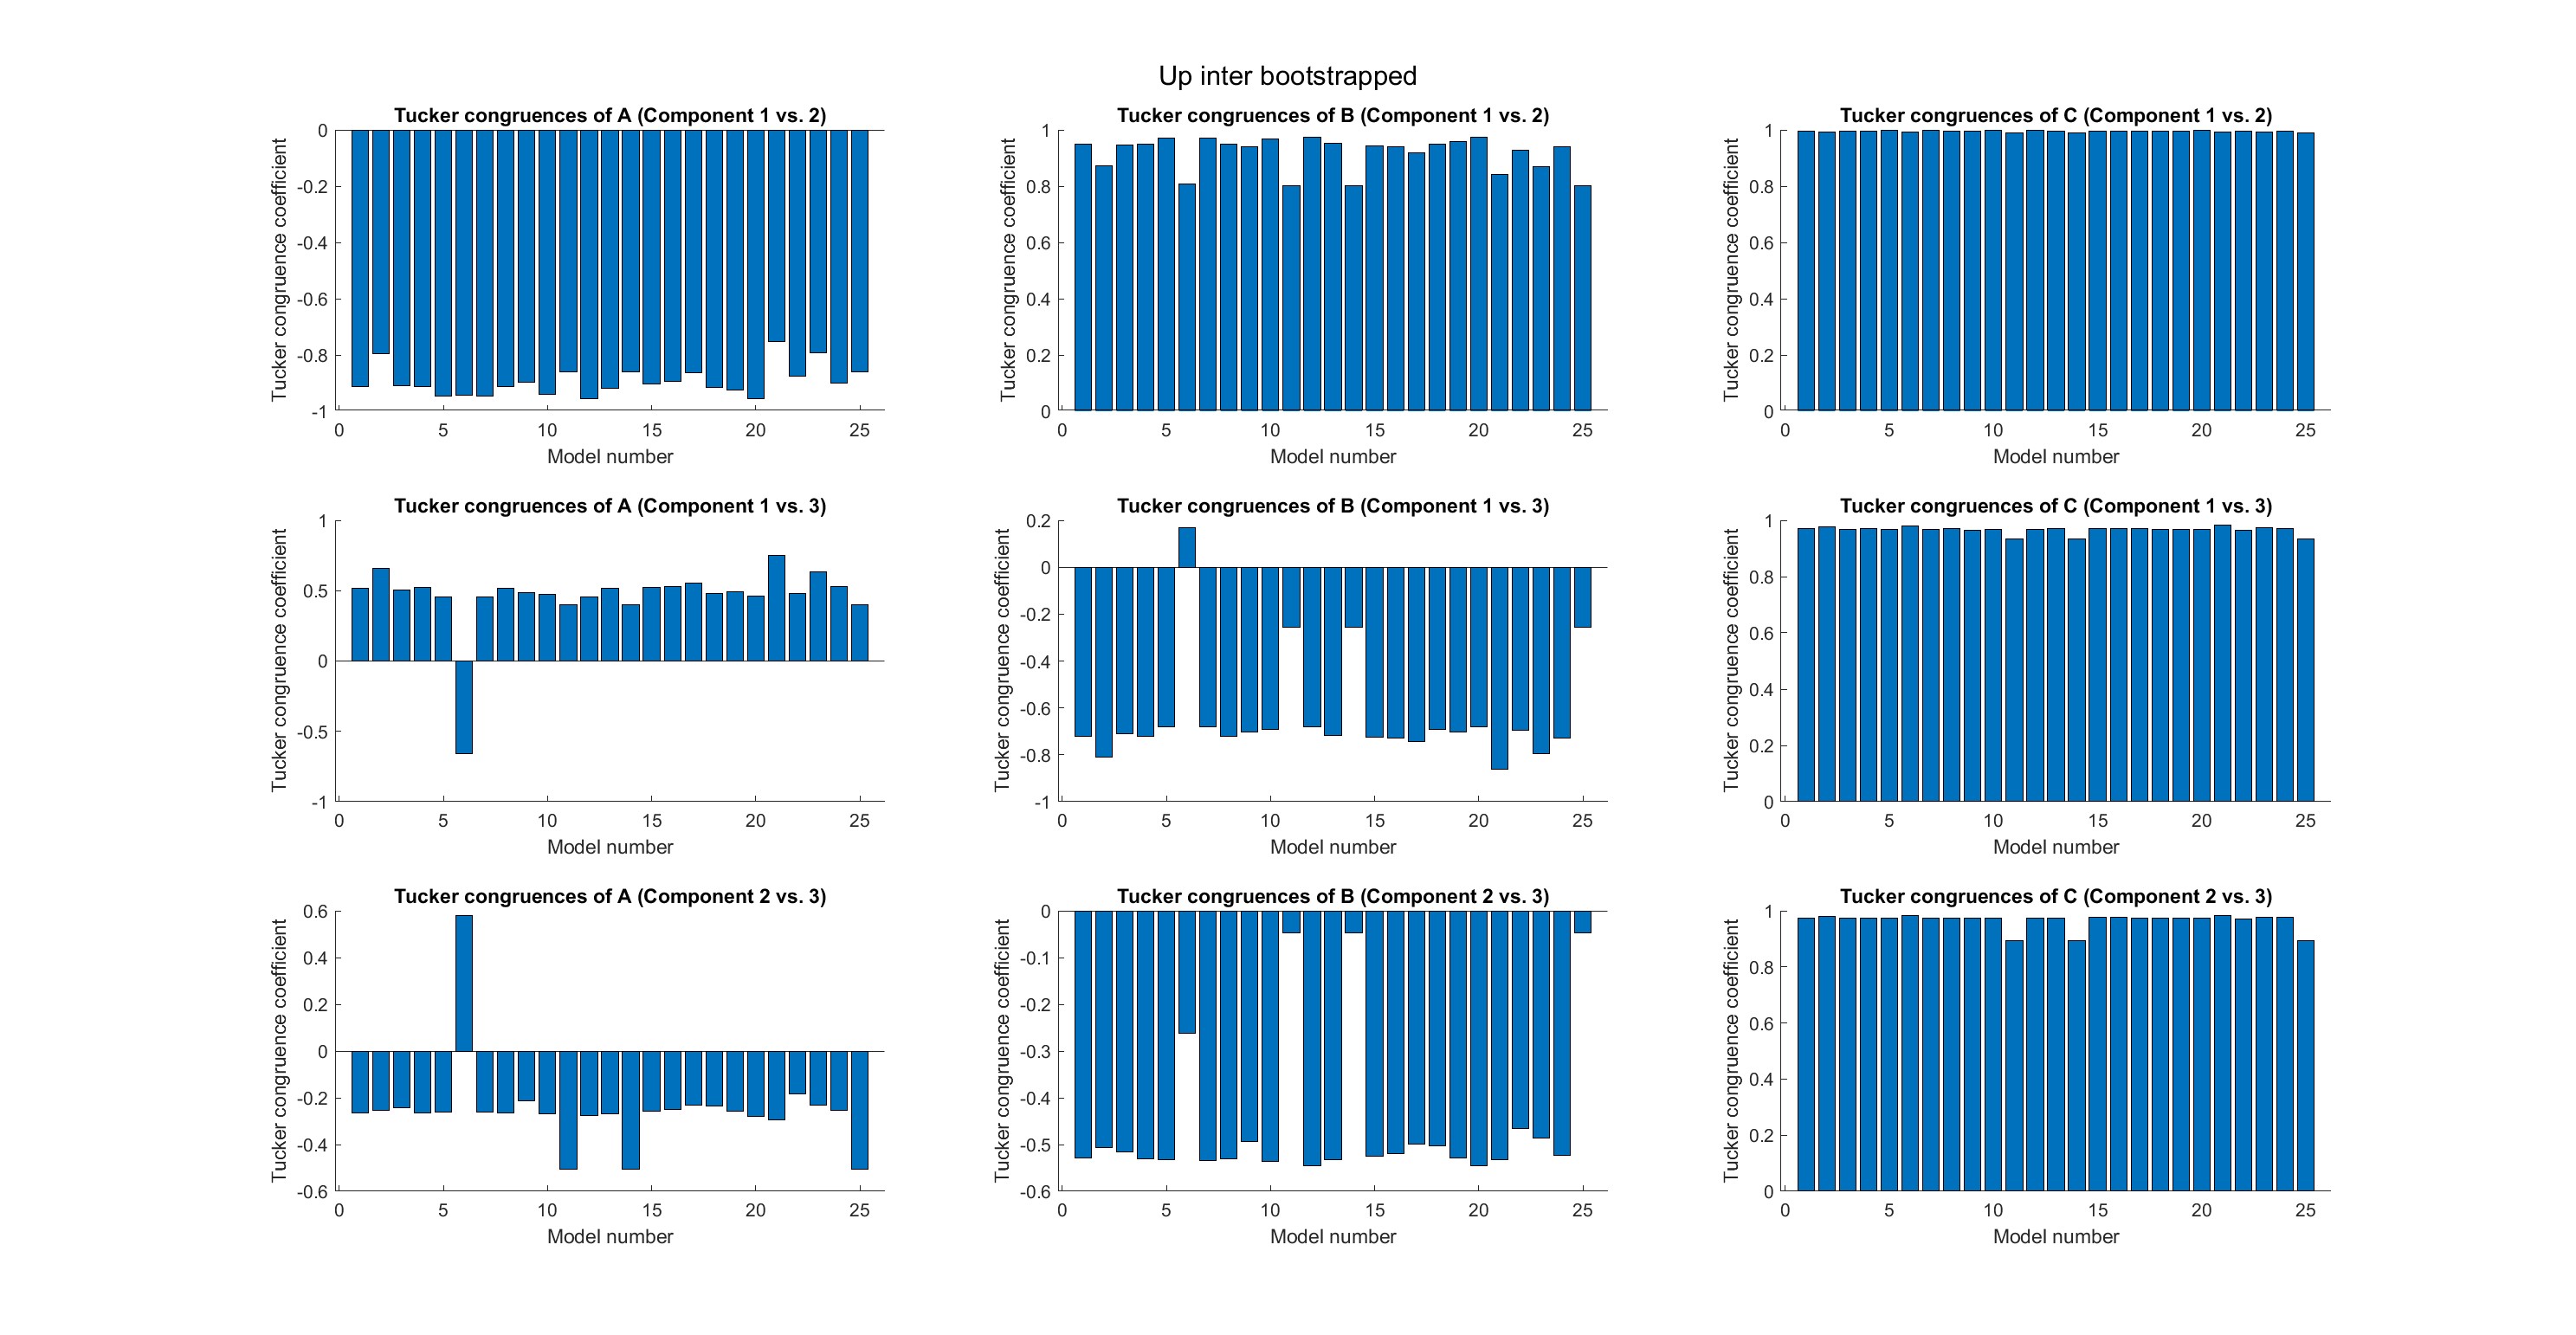 Up inter bootstrapped
Tucker congruences of A (Component 1 vs. 2)
Tucker congruence coefficient
0
-0.2
-0.4
-0.6
-0.8
-1
0 5 10 15 20 25
Model number
Tucker congruences of B (Component 1 vs. 2)
Tucker congruence coefficient
1
0.8
0.6
0.4
0.2
0
0 5 10 15 20 25
Model number
Tucker congruences of C (Component 1 vs. 2)
Tucker congruence coefficient
1
0.8
0.6
0.4
0.2
0
0 5 10 15 20 25
Model number
Tucker congruences of A (Component 1 vs. 3)
Tucker congruence coefficient
1
0.5
0
-0.5
-1
0 5 10 15 20 25
Model number
Tucker congruences of B (Component 1 vs. 3)
Tucker congruence coefficient
0.2
0
-0.2
-0.4
-0.6
-0.8
-1
0 5 10 15 20 25
Model number
Tucker congruences of C (Component 1 vs. 3)
Tucker congruence coefficient
1
0.8
0.6
0.4
0.2
0
0 5 10 15 20 25
Model number
Tucker congruences of A (Component 2 vs. 3)
Tucker congruence coefficient
0.6
0.4
0.2
0
-0.2
-0.4
-0.6
0 5 10 15 20 25
Model number
Tucker congruences of B (Component 2 vs. 3)
Tucker congruence coefficient
0
-0.1
-0.2
-0.3
-0.4
-0.5
-0.6
0 5 10 15 20 25
Model number
Tucker congruences of C (Component 2 vs. 3)
Tucker congruence coefficient
1
0.8
0.6
0.4
0.2
0
0 5 10 15 20 25
Model number